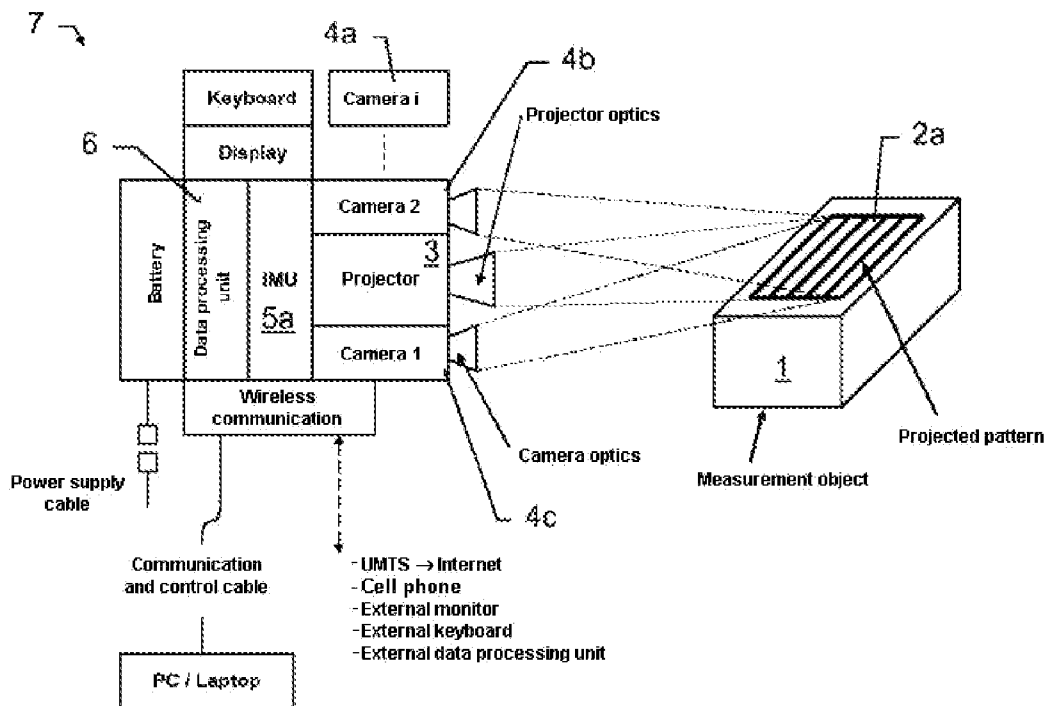 7
4a
4b
Keyboard
Camera i
Projector optics
6
Display
2a
Camera 2
3
Battery
Data processing
unit
IMU
5a
Projector
Camera 1
1
Wireless
communication
Camera optics
Projected pattern
Measurement object
Power supply
cable
4c
Communication
and control cable
- UMTS → Internet
- Cell phone
- External monitor
- External keyboard
- External data processing unit
PC / Laptop